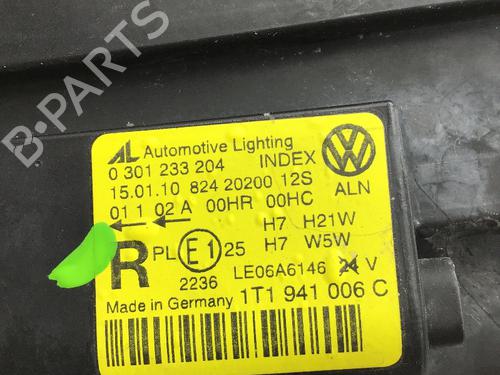 B-PARTS
AL Automotive Lighting
0 301 233 204 INDEX
15.01.10 824 20200 12S
ALN
01 1 02 A 00HR 00HC
H7 H21W
R PL E1 25 H7 W5W
2236 LE06A6146 24 V
Made in Germany 1T1 941 006 C